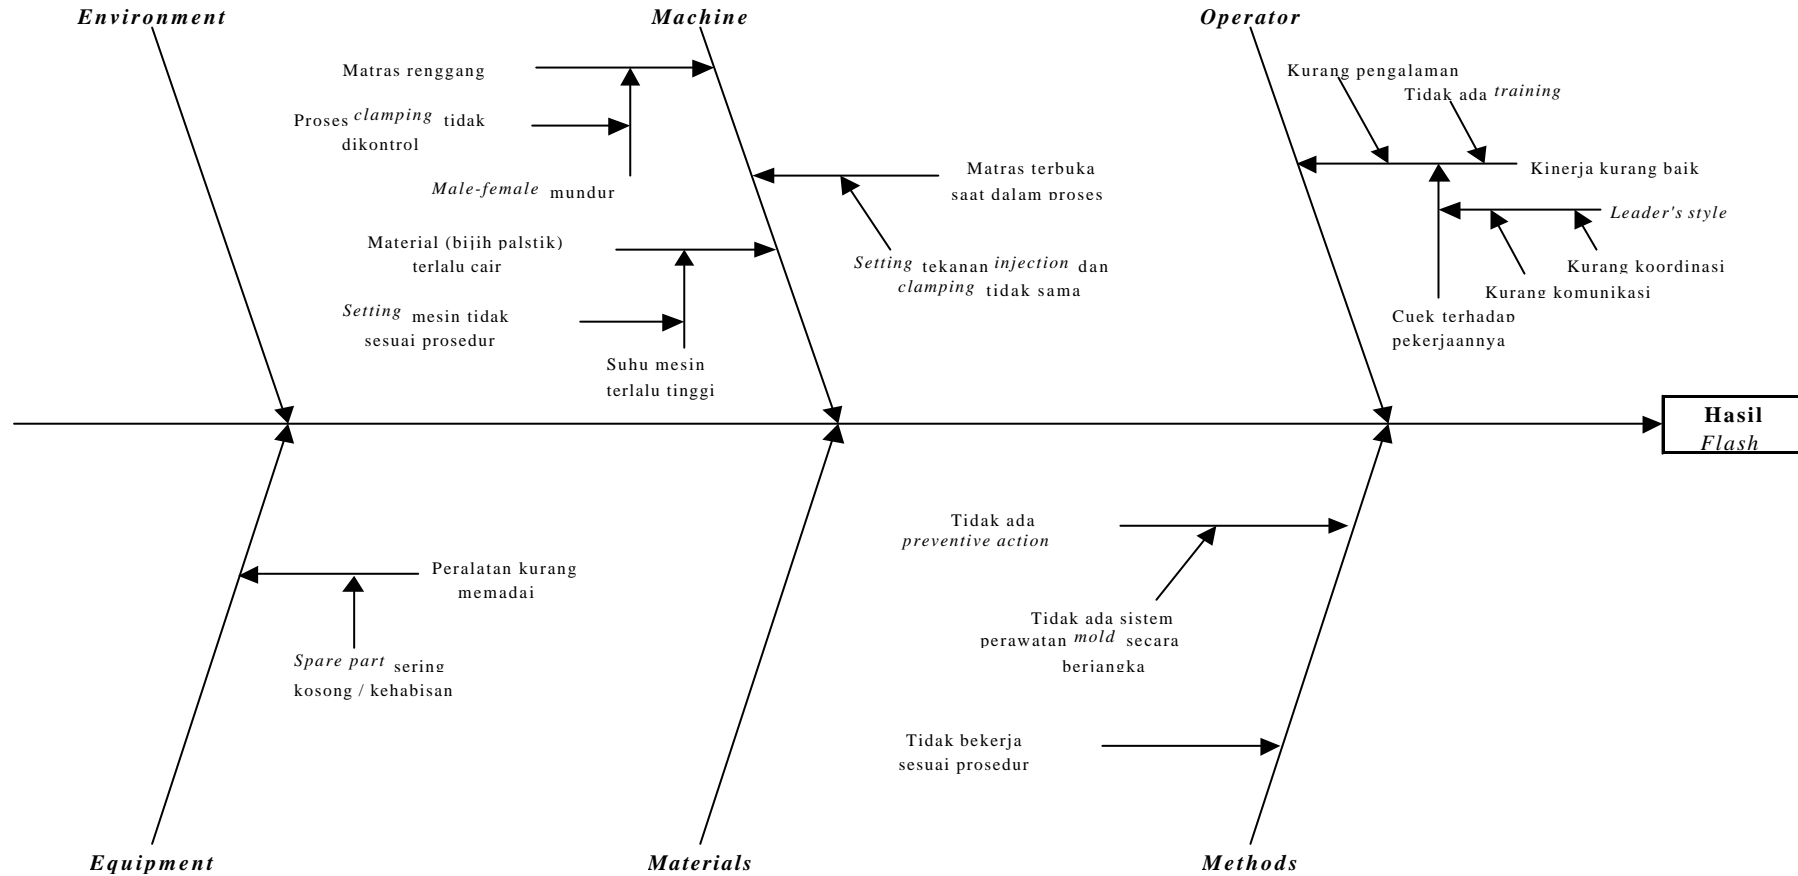 Environment
Machine
Operator
Matras renggang
Proses clamping tidak
dikontrol
Male-female mundur
Matras terbuka
saat dalam proses
Material (bijih palstik)
terlalu cair
Setting tekanan injection dan
clamping tidak sama
Setting mesin tidak
sesuai prosedur
Suhu mesin
terlalu tinggi
Kurang pengalaman
Tidak ada training
Kinerja kurang baik
Leader's style
Kurang koordinasi
Kurang komunikasi
Cuek terhadap
pekerjaannya
Hasil
Flash
Tidak ada
preventive action
Peralatan kurang
memadai
Tidak ada sistem
perawatan mold secara
berjangka
Spare part sering
kosong / kehabisan
Tidak bekerja
sesuai prosedur
Equipment
Materials
Methods